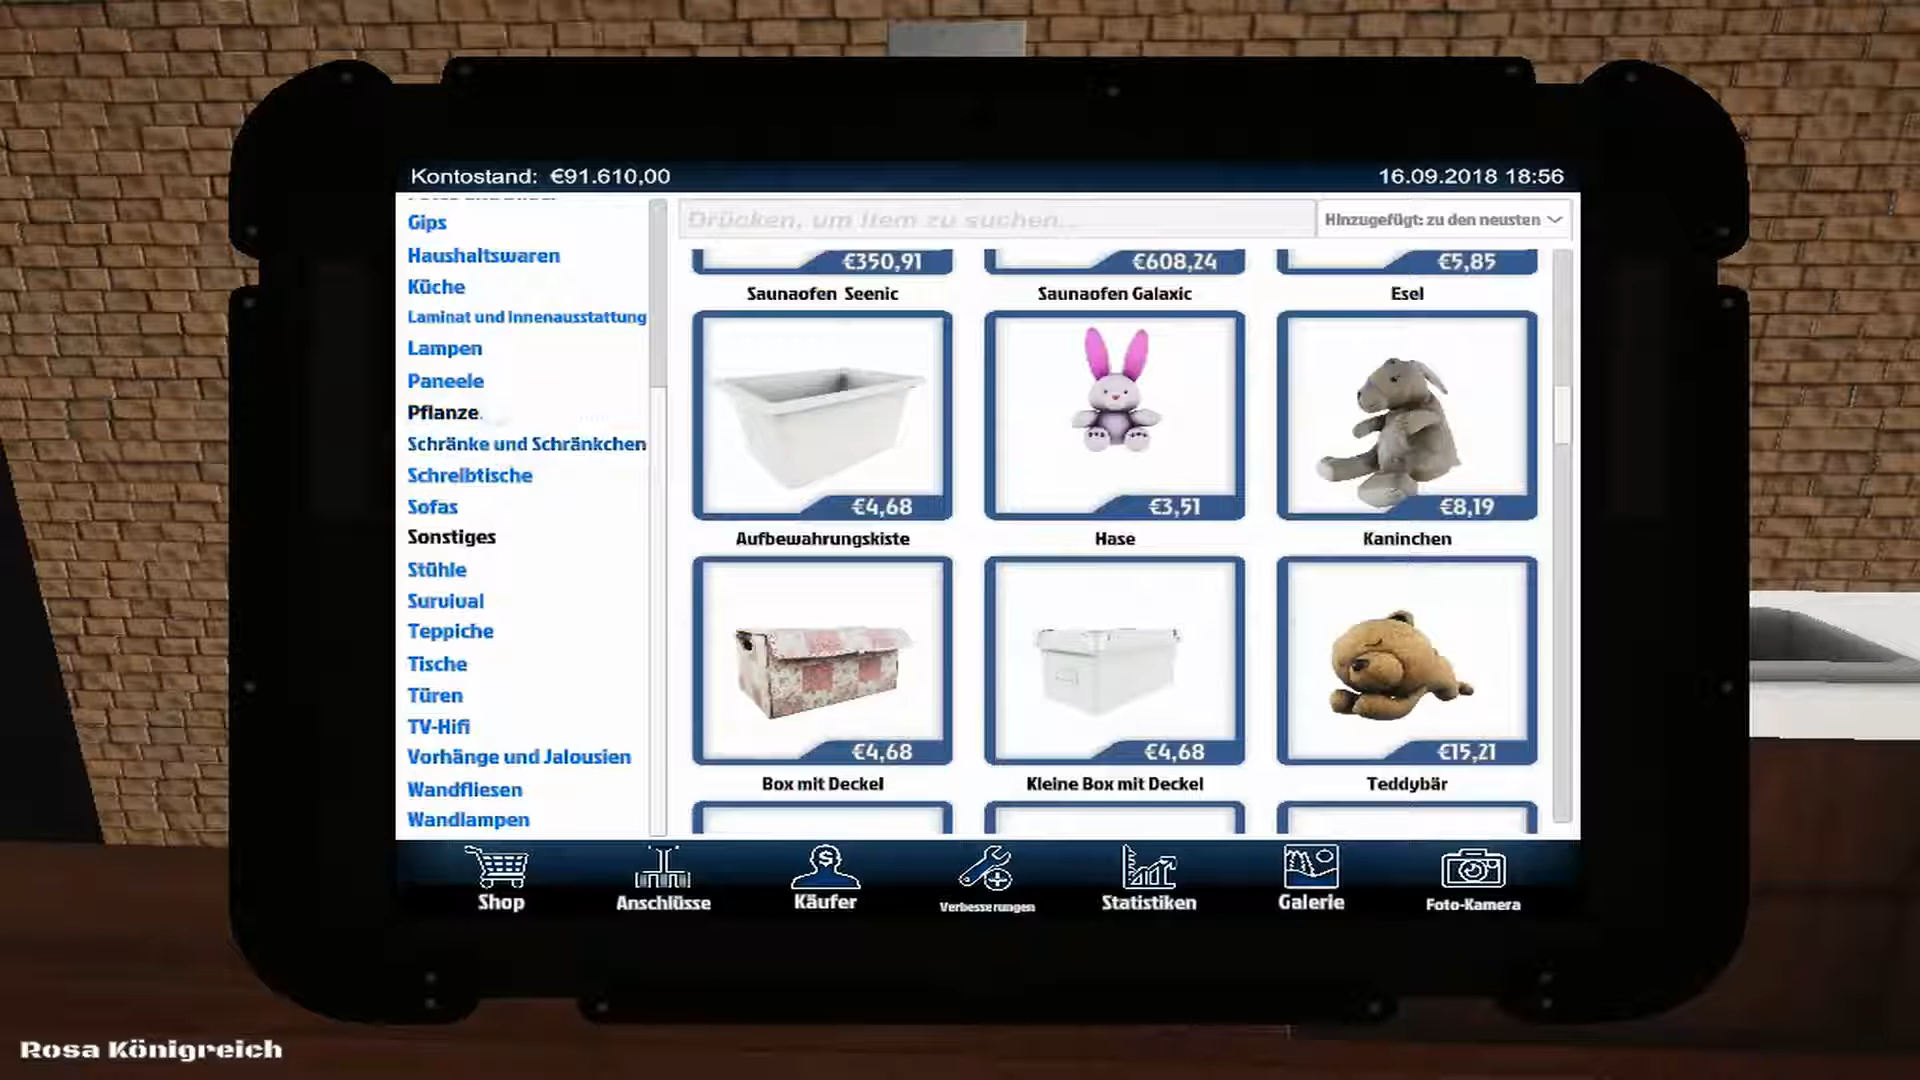 Kontostand: €91.610,00
16.09.2018 18:56
Gips
Haushaltswaren
Küche
Laminat und Innenausstattung
Lampen
Paneele
Pflanze
Schränke und Schränkchen
Schreibtische
Sofas
Sonstiges
Stühle
Survival
Teppiche
Tische
Türen
TV-Hifi
Vorhänge und Jalousien
Wandfliesen
Wandlampen
Drücken, um Item zu suchen...
Hinzugefügt: zu den neusten
€350,91
€608,24
€5,85
Saunaofen Seenic
Saunaofen Galaxic
Esel
€4,68
€3,51
€8,19
Aufbewahrungskiste
Hase
Kaninchen
€4,68
€4,68
€15,21
Box mit Deckel
Kleine Box mit Deckel
Teddybär
Shop
Anschlüsse
Käufer
Verbesserungen
Statistiken
Galerie
Foto-Kamera
Rosa Königreich